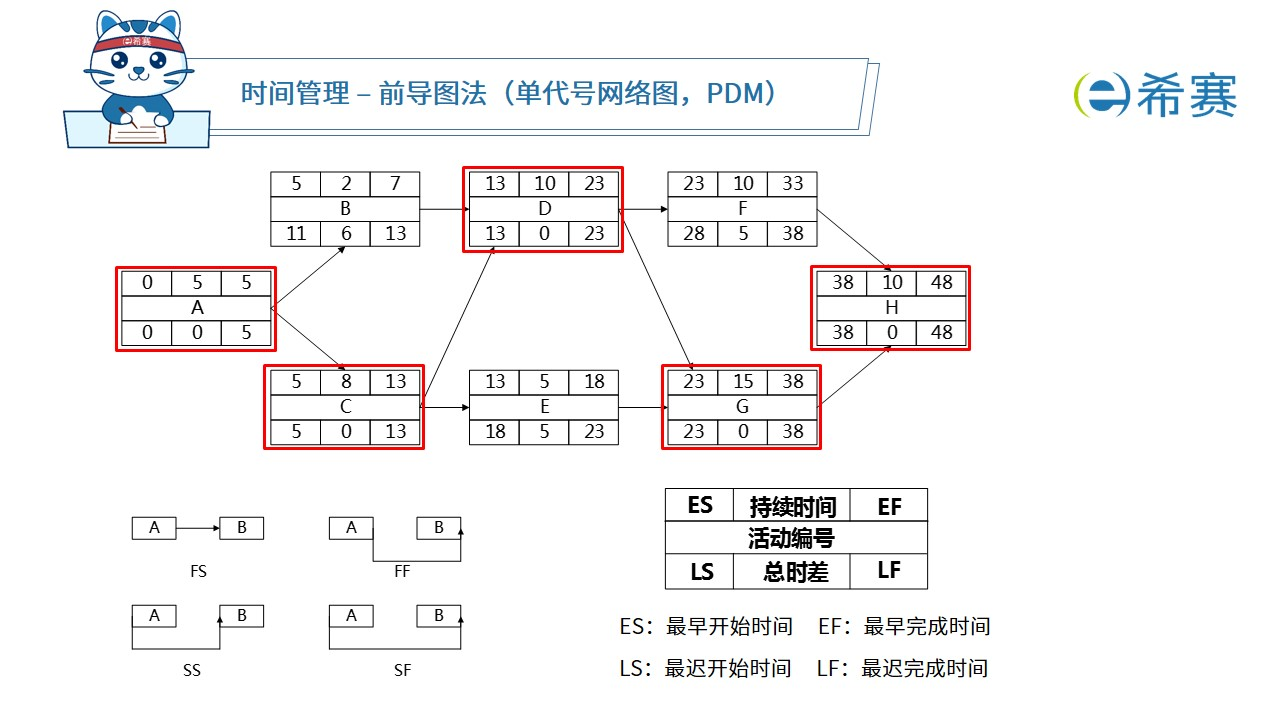 希赛
时间管理 – 前导图法（单代号网络图，PDM）
希赛
5 2 7
B
11 6 13
13 10 23
D
13 0 23
23 10 33
F
28 5 38
0 5 5
A
0 0 5
38 10 48
H
38 0 48
5 8 13
C
5 0 13
13 5 18
E
18 5 23
23 15 38
G
23 0 38
A B
FS
A B
FF
A B
SS
A B
SF
ES 持续时间 EF
活动编号
LS 总时差 LF
ES：最早开始时间 EF：最早完成时间
LS：最迟开始时间 LF：最迟完成时间